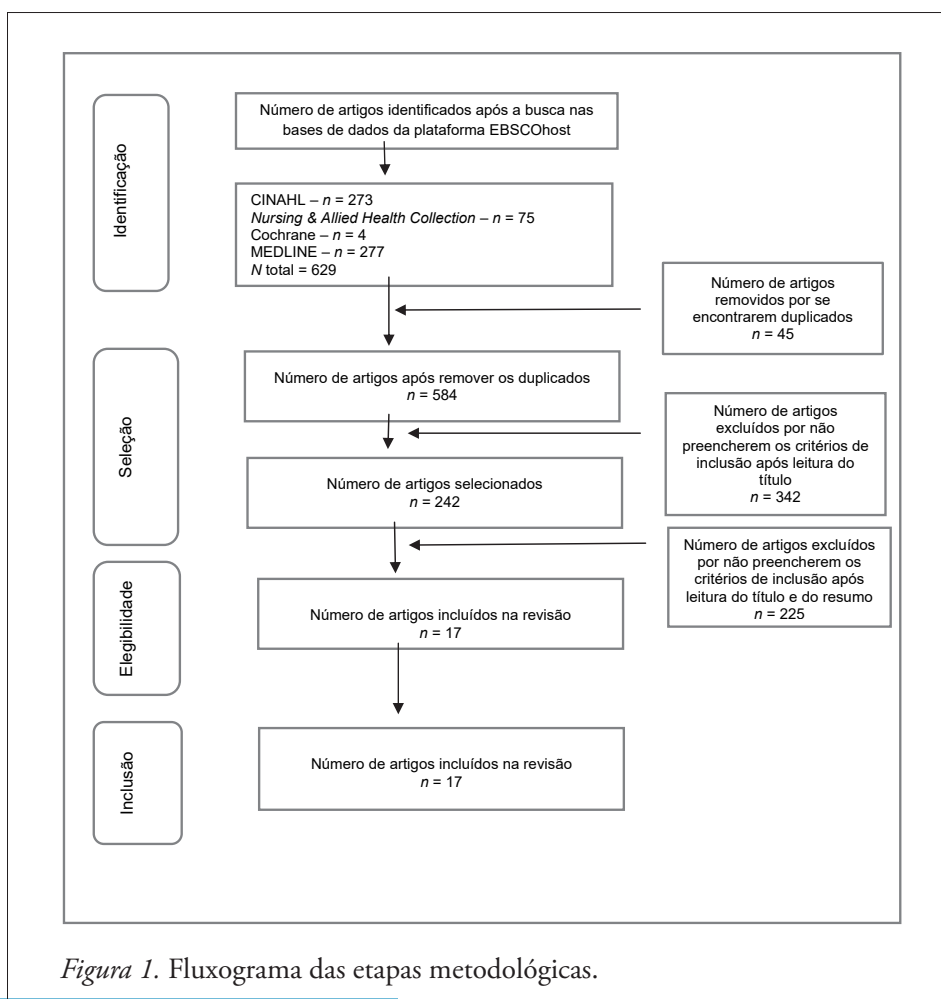 Identificação
Número de artigos identificados após a busca nas
bases de dados da plataforma EBSCOhost
CINAHL – n = 273
Nursing & Allied Health Collection – n = 75
Cochrane – n = 4
MEDLINE – n = 277
N total = 629
Número de artigos
removidos por se
encontrarem duplicados
n = 45
Seleção
Número de artigos após remover os duplicados
n = 584
Número de artigos
excluídos por não
preencherem os critérios de
inclusão após leitura do
título
n = 342
Número de artigos selecionados
n = 242
Número de artigos excluídos
por não preencherem os
critérios de inclusão após
leitura do título e do resumo
n = 225
Elegibilidade
Número de artigos incluídos na revisão
n = 17
Inclusão
Número de artigos incluídos na revisão
n = 17
Figura 1. Fluxograma das etapas metodológicas.